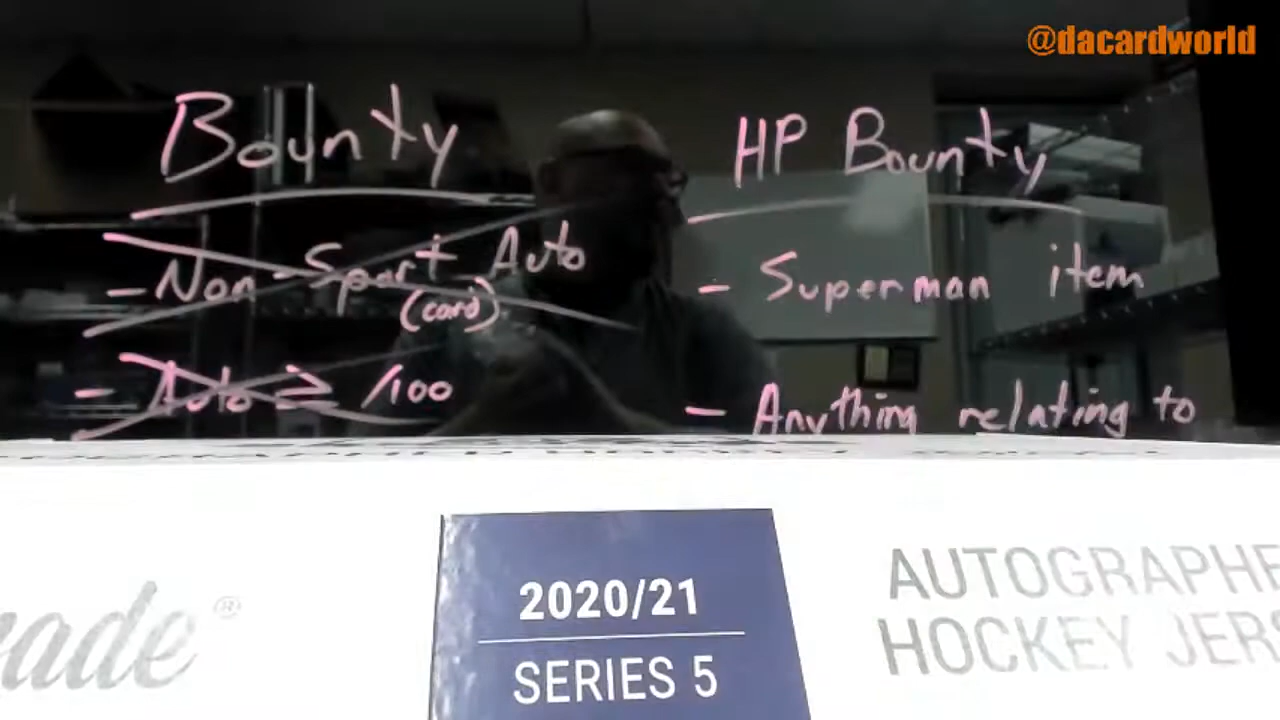 @dacardworld
Bounty
- Non-Sport Auto
(card)
- Auto ≥ /100
HP Bounty
- Superman item
- Anything relating to
ade®
2020/21
SERIES 5
AUTOGRAPHE
HOCKEY JERS